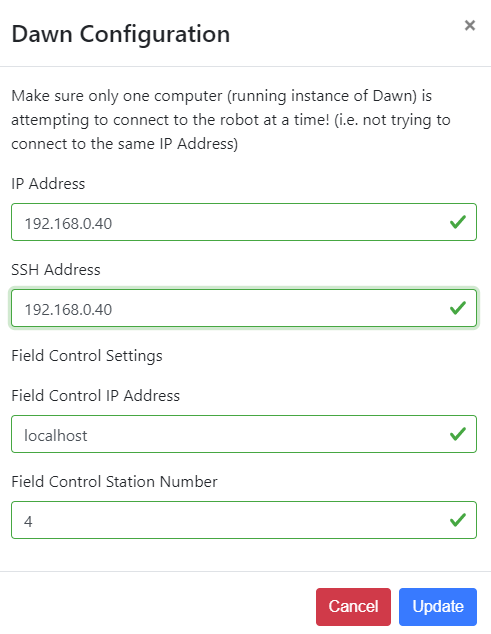 Dawn Configuration
×
Make sure only one computer (running instance of Dawn) is
attempting to connect to the robot at a time! (i.e. not trying to
connect to the same IP Address)
IP Address
192.168.0.40
SSH Address
192.168.0.40
Field Control Settings
Field Control IP Address
localhost
Field Control Station Number
4
Cancel Update